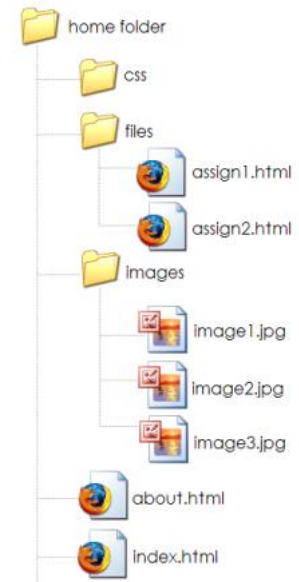 home folder
css
files
assign1.html
assign2.html
images
image1.jpg
image2.jpg
image3.jpg
about.html
index.html